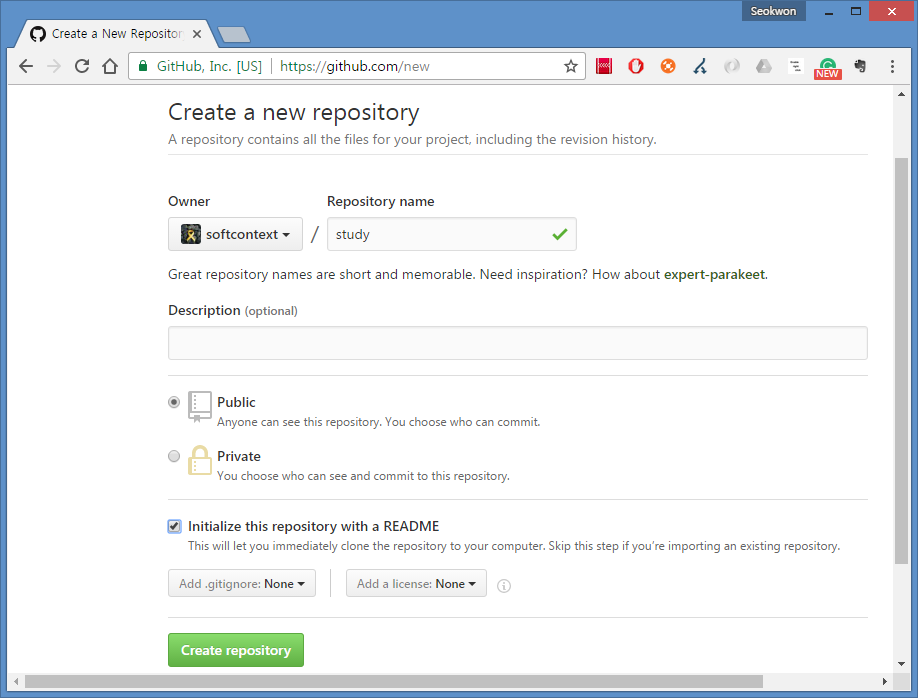 Seokwon
Create a New Repositor
GitHub, Inc. [US] https://github.com/new
NEW
Create a new repository
A repository contains all the files for your project, including the revision history.
Owner Repository name
softcontext / study
Great repository names are short and memorable. Need inspiration? How about expert-parakeet.
Description (optional)
Public
Anyone can see this repository. You choose who can commit.
Private
You choose who can see and commit to this repository.
Initialize this repository with a README
This will let you immediately clone the repository to your computer. Skip this step if you’re importing an existing repository.
Add .gitignore: None Add a license: None
Create repository